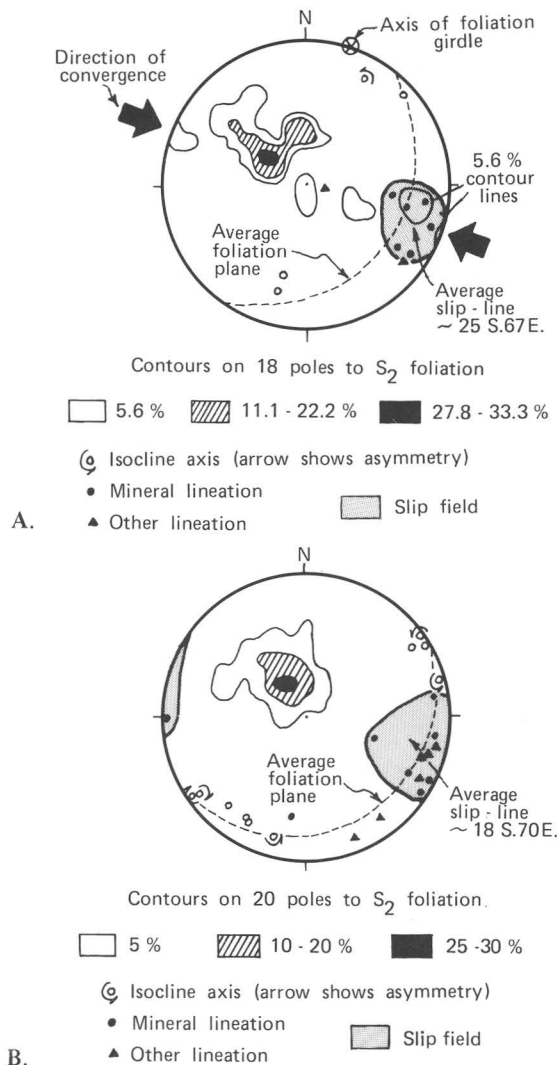 N
Axis of foliation
girdle
Direction of
convergence
5.6 %
contour
lines
Average
foliation
plane
Average
slip - line
~ 25 S.67E.
Contours on 18 poles to S2 foliation
5.6 %
11.1 - 22.2 %
27.8 - 33.3 %
Isocline axis (arrow shows asymmetry)
Mineral lineation
Other lineation
Slip field
A.
N
Average
foliation
plane
Average
slip - line
~ 18 S.70E.
Contours on 20 poles to S2 foliation.
5 %
10 - 20 %
25 -30 %
Isocline axis (arrow shows asymmetry)
Mineral lineation
Other lineation
Slip field
B.